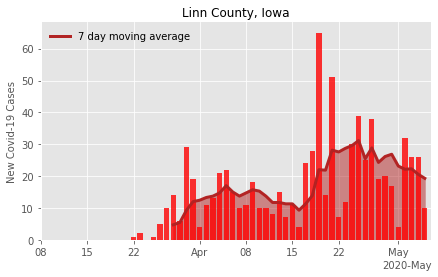 Linn County, Iowa
7 day moving average
New Covid-19 Cases
60
50
40
30
20
10
0
08
15
22
Apr
08
15
22
May
2020-May